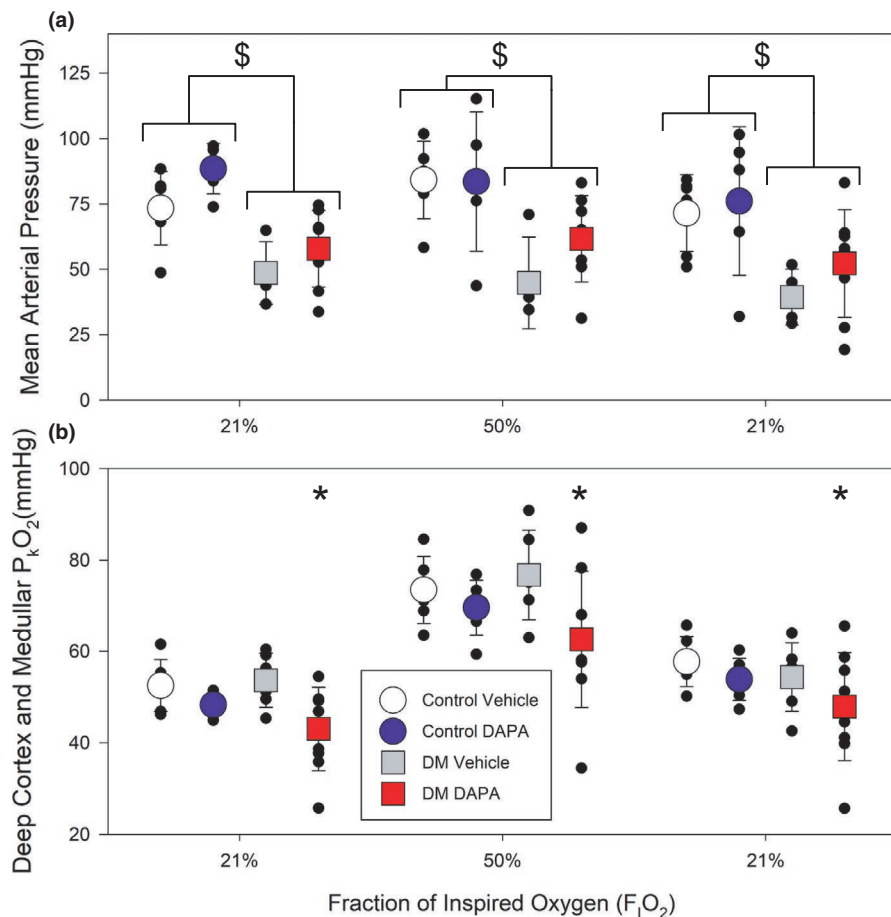 (a)
$ $ $
Mean Arterial Pressure (mmHg)
125
100
75
50
25
0
21% 50% 21%
(b)
* * *
Deep Cortex and Medullar PₖO₂(mmHg)
100
80
60
40
20
Control Vehicle
Control DAPA
DM Vehicle
DM DAPA
21% 50% 21%
Fraction of Inspired Oxygen (FᵢO₂)